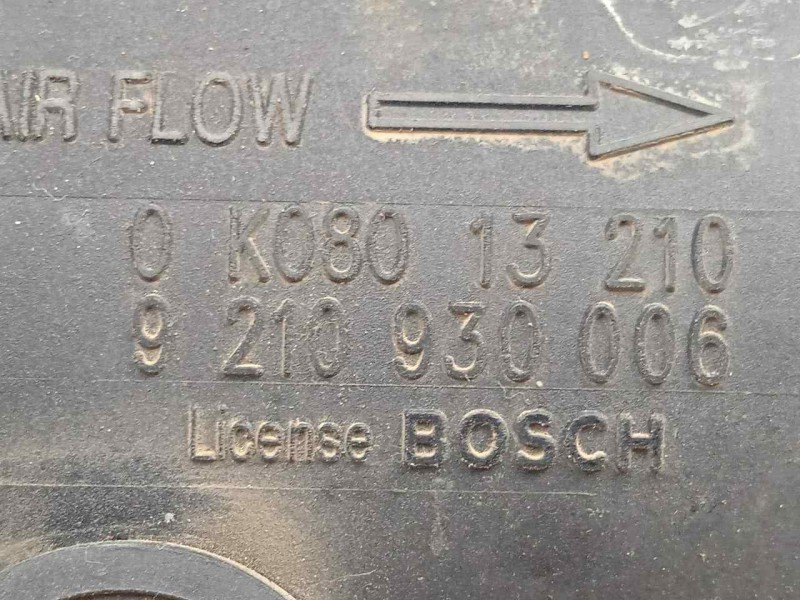 AIR FLOW
0 K080 13 210
9 210 930 006
License BOSCH